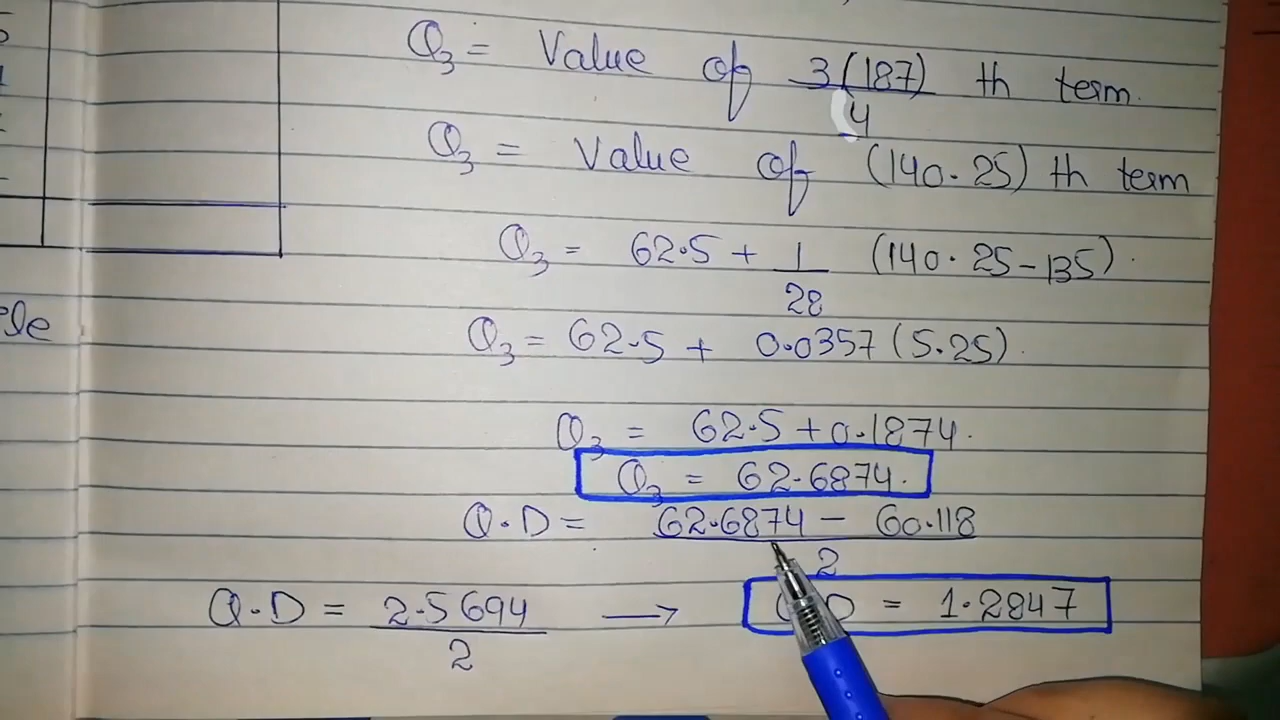 Q3 = Value of 3(187)/4 th term.
Q3 = Value of (140.25) th term
Q3 = 62.5 + 1/28 (140.25-135).
Q3 = 62.5 + 0.0357 (5.25).
Q3 = 62.5 + 0.1874.
Q3 = 62.6874.
Q.D = 62.6874 - 60.118 / 2
Q.D = 2.5694 / 2 → Q.D = 1.2847